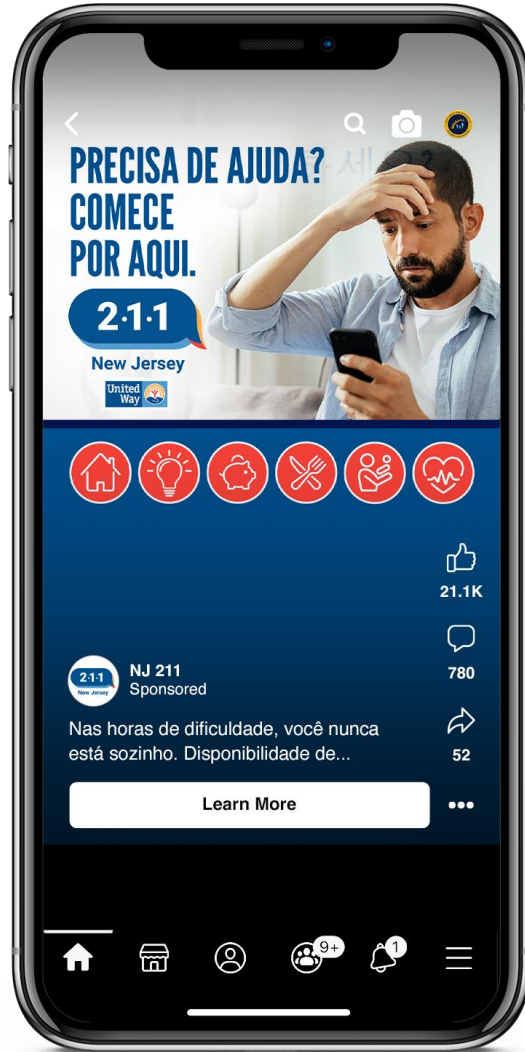 PRECISA DE AJUDA?
COMECE
POR AQUI.
2·1·1
New Jersey
United
Way
21.1K
780
52
2·1·1
New Jersey
NJ 211
Sponsored
Nas horas de dificuldade, você nunca
está sozinho. Disponibilidade de...
Learn More
9+
1